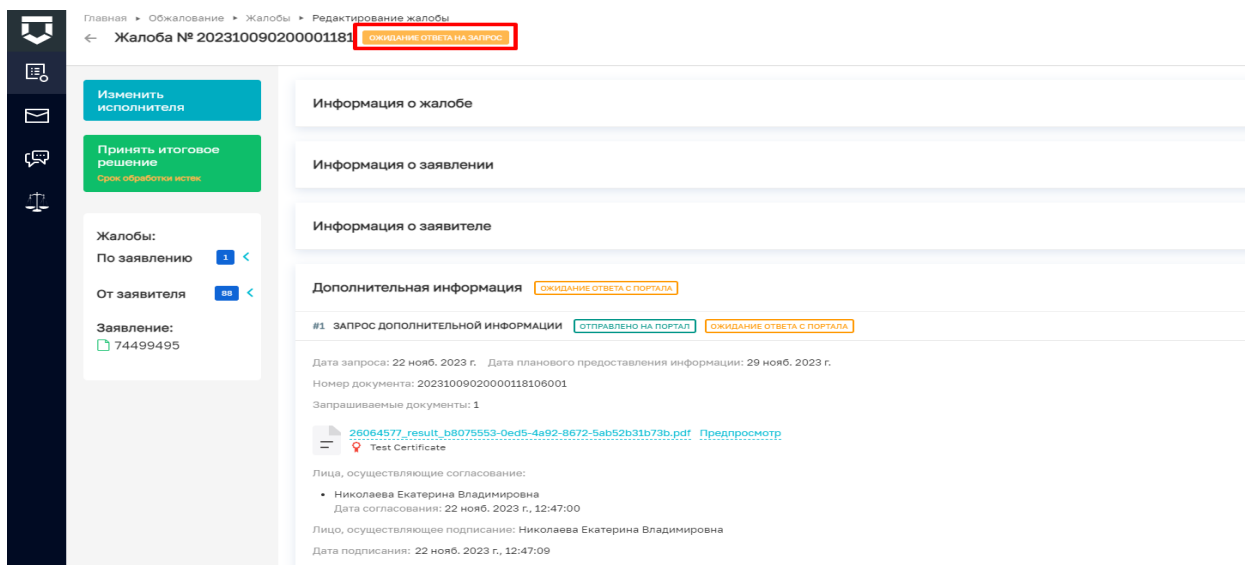 Главная ▸ Обжалование ▸ Жалобы ▸ Редактирование жалобы
← Жалоба № 202310090200001181 ОЖИДАНИЕ ОТВЕТА НА ЗАПРОС
Изменить
исполнителя
Принять итоговое
решение
Срок обработки истек
Жалобы:
По заявлению 1
От заявителя 88
Заявление:
74499495
Информация о жалобе
Информация о заявлении
Информация о заявителе
Дополнительная информация ОЖИДАНИЕ ОТВЕТА С ПОРТАЛА
#1 ЗАПРОС ДОПОЛНИТЕЛЬНОЙ ИНФОРМАЦИИ ОТПРАВЛЕНО НА ПОРТАЛ ОЖИДАНИЕ ОТВЕТА С ПОРТАЛА
Дата запроса: 22 нояб. 2023 г. Дата планового предоставления информации: 29 нояб. 2023 г.
Номер документа: 20231009020000118106001
Запрашиваемые документы: 1
26064577_result_b8075553-0ed5-4a92-8672-5ab52b31b73b.pdf Предпросмотр
Test Certificate
Лица, осуществляющие согласование:
• Николаева Екатерина Владимировна
Дата согласования: 22 нояб. 2023 г., 12:47:00
Лицо, осуществляющее подписание: Николаева Екатерина Владимировна
Дата подписания: 22 нояб. 2023 г., 12:47:09